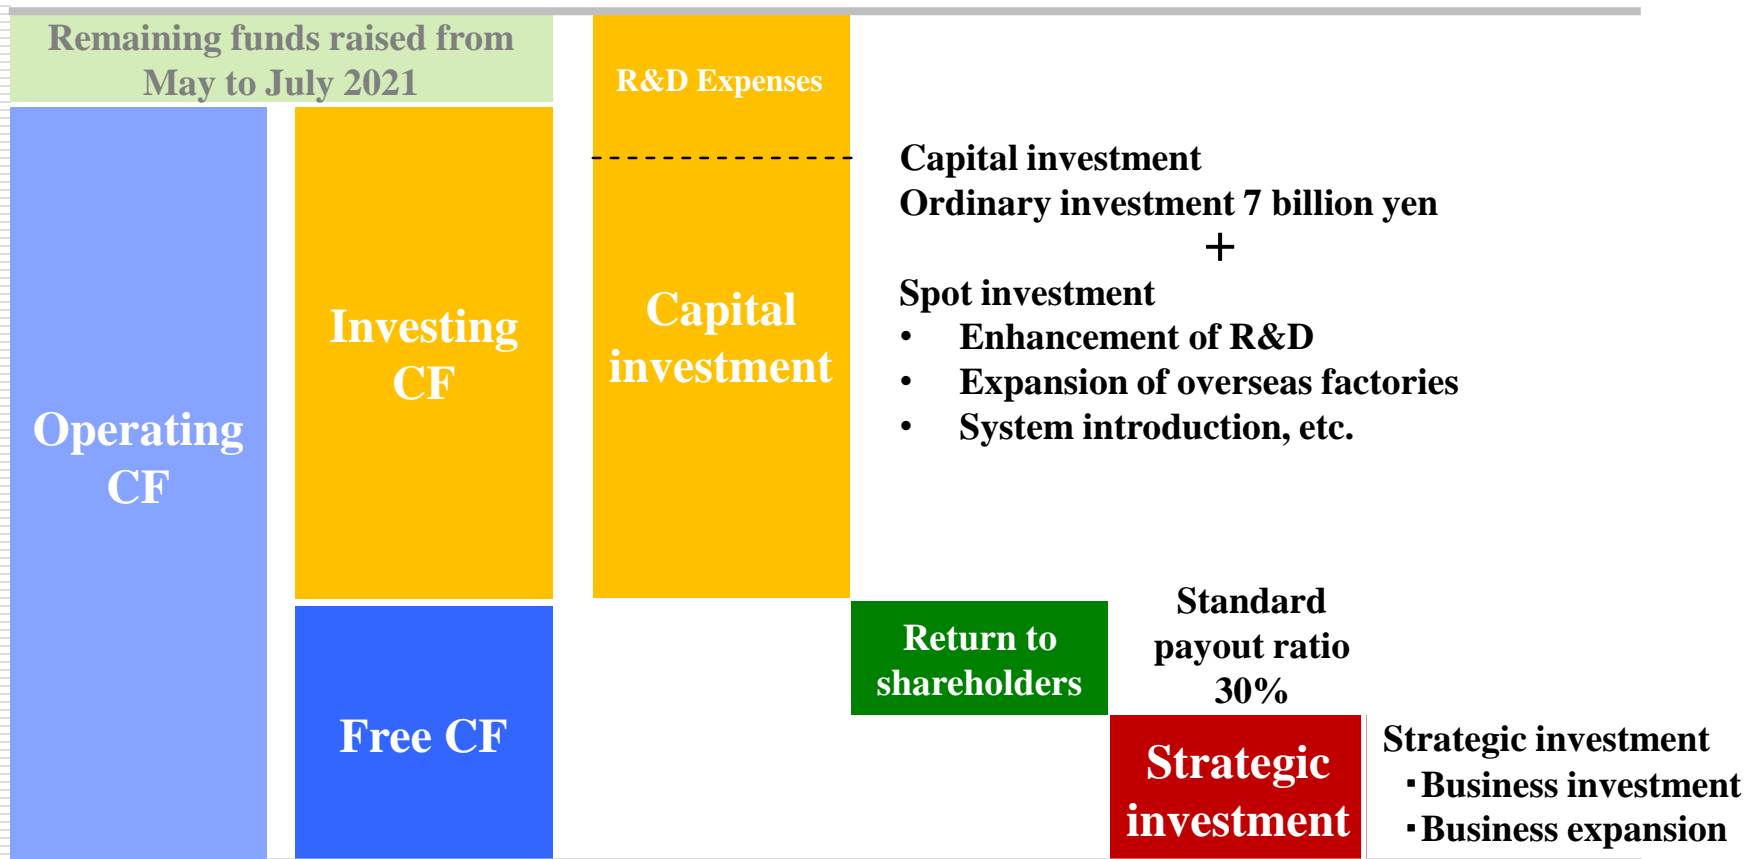 Remaining funds raised from
May to July 2021
R&D Expenses
Capital investment
Ordinary investment 7 billion yen
+
Spot investment
• Enhancement of R&D
• Expansion of overseas factories
• System introduction, etc.
Capital
investment
Investing
CF
Operating
CF
Standard
payout ratio
30%
Return to
shareholders
Free CF
Strategic
investment
Strategic investment
・Business investment
・Business expansion